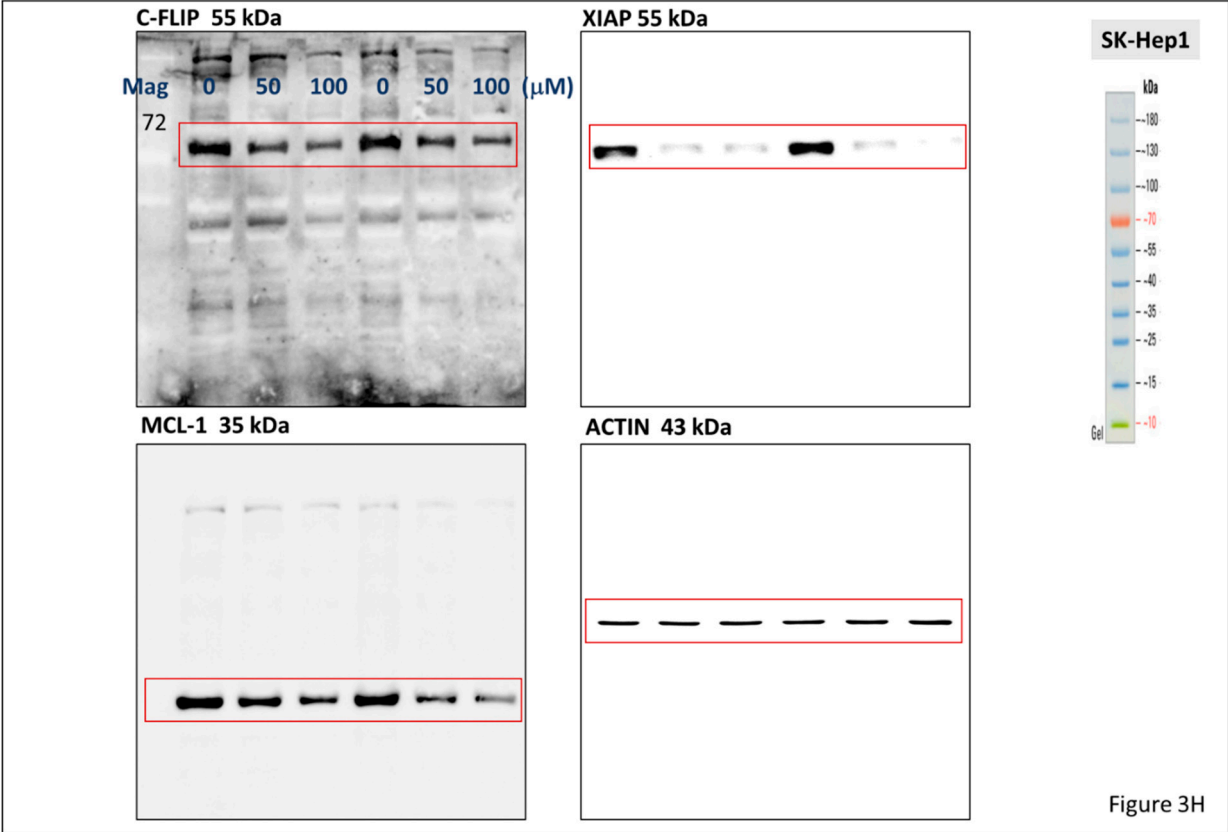 C-FLIP 55 kDa
XIAP 55 kDa
SK-Hep1
Mag 0 50 100 0 50 100 (μM)
72
kDa
~180
~130
~100
~70
~55
~40
~35
~25
~15
~10
Gel
MCL-1 35 kDa
ACTIN 43 kDa
Figure 3H